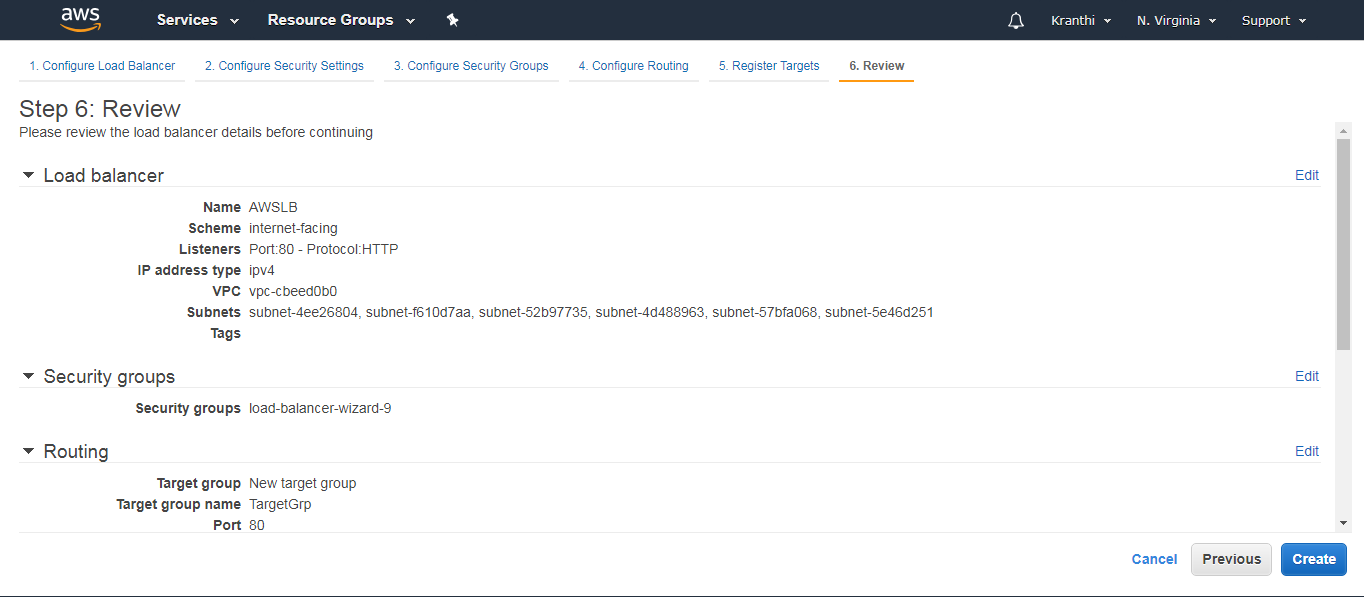 aws Services Resource Groups Kranthi N. Virginia Support
1. Configure Load Balancer 2. Configure Security Settings 3. Configure Security Groups 4. Configure Routing 5. Register Targets 6. Review
Step 6: Review
Please review the load balancer details before continuing
Load balancer Edit
Name AWSLB
Scheme internet-facing
Listeners Port:80 - Protocol:HTTP
IP address type ipv4
VPC vpc-cbeed0b0
Subnets subnet-4ee26804, subnet-f610d7aa, subnet-52b97735, subnet-4d488963, subnet-57bfa068, subnet-5e46d251
Tags
Security groups Edit
Security groups load-balancer-wizard-9
Routing Edit
Target group New target group
Target group name TargetGrp
Port 80
Cancel Previous Create